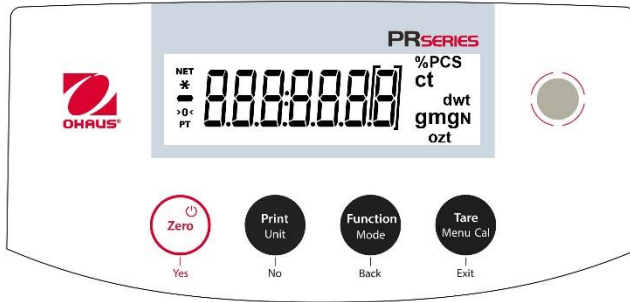 PRSERIES
NET
*
%PCS
ct
8.8.8:8.8.8.[8]
dwt
>0<
gmgN
PT
ozt
OHAUS®
Zero
Print
Unit
Function
Mode
Tare
Menu Cal
Yes
No
Back
Exit